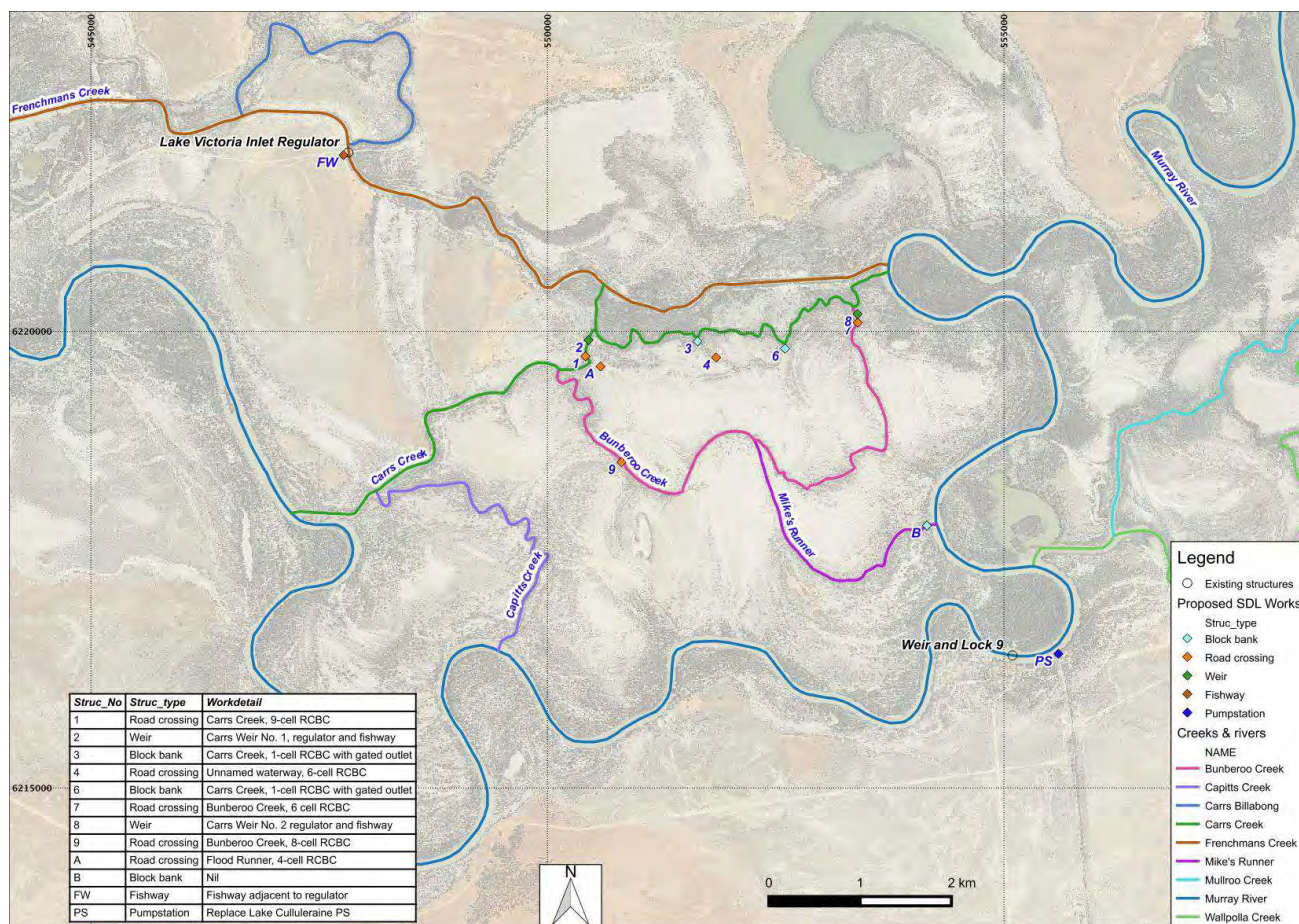 545000
550000
555000
Frenchmans Creek
Lake Victoria Inlet Regulator
FW
Murray River
6220000
2
1
A
3
4
6
8
7
Carrs Creek
Bunberoo Creek
9
Mike's Runner
B
Capitts Creek
Weir and Lock 9
PS
6215000
Legend
Existing structures
Proposed SDL Works
Struc_type
Block bank
Road crossing
Weir
Fishway
Pumpstation
Creeks & rivers
NAME
Bunberoo Creek
Capitts Creek
Carrs Billabong
Carrs Creek
Frenchmans Creek
Mike's Runner
Mullroo Creek
Murray River
Wallpolla Creek
Struc_No Struc_type Workdetail
1 Road crossing Carrs Creek, 9-cell RCBC
2 Weir Carrs Weir No. 1, regulator and fishway
3 Block bank Carrs Creek, 1-cell RCBC with gated outlet
4 Road crossing Unnamed waterway, 6-cell RCBC
6 Block bank Carrs Creek, 1-cell RCBC with gated outlet
7 Road crossing Bunberoo Creek, 6 cell RCBC
8 Weir Carrs Weir No. 2 regulator and fishway
9 Road crossing Bunberoo Creek, 8-cell RCBC
A Road crossing Flood Runner, 4-cell RCBC
B Block bank Nil
FW Fishway Fishway adjacent to regulator
PS Pumpstation Replace Lake Culluleraine PS
N
0 1 2 km